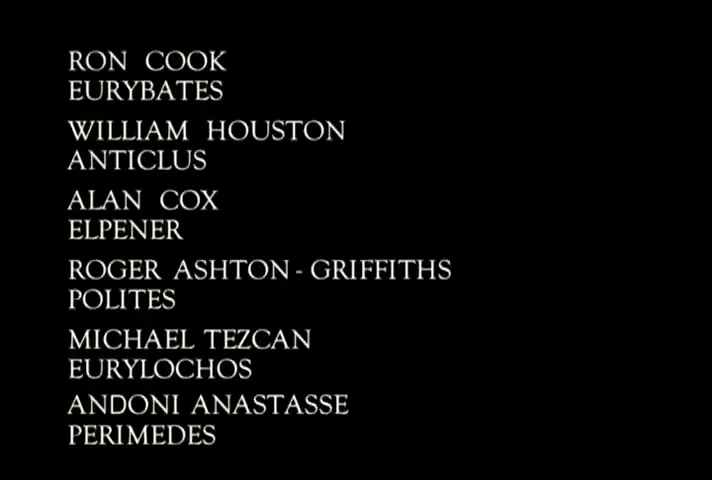 RON COOK
EURYBATES
WILLIAM HOUSTON
ANTICLUS
ALAN COX
ELPENER
ROGER ASHTON-GRIFFITHS
POLITES
MICHAEL TEZCAN
EURYLOCHOS
ANDONI ANASTASSE
PERIMEDES